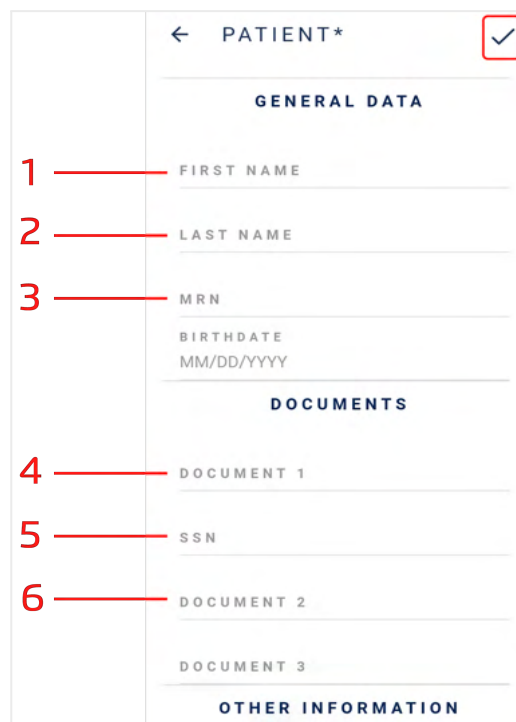 PATIENT*
GENERAL DATA
1 FIRST NAME
2 LAST NAME
3 MRN
BIRTHDATE
MM/DD/YYYY
DOCUMENTS
4 DOCUMENT 1
5 SSN
6 DOCUMENT 2
DOCUMENT 3
OTHER INFORMATION